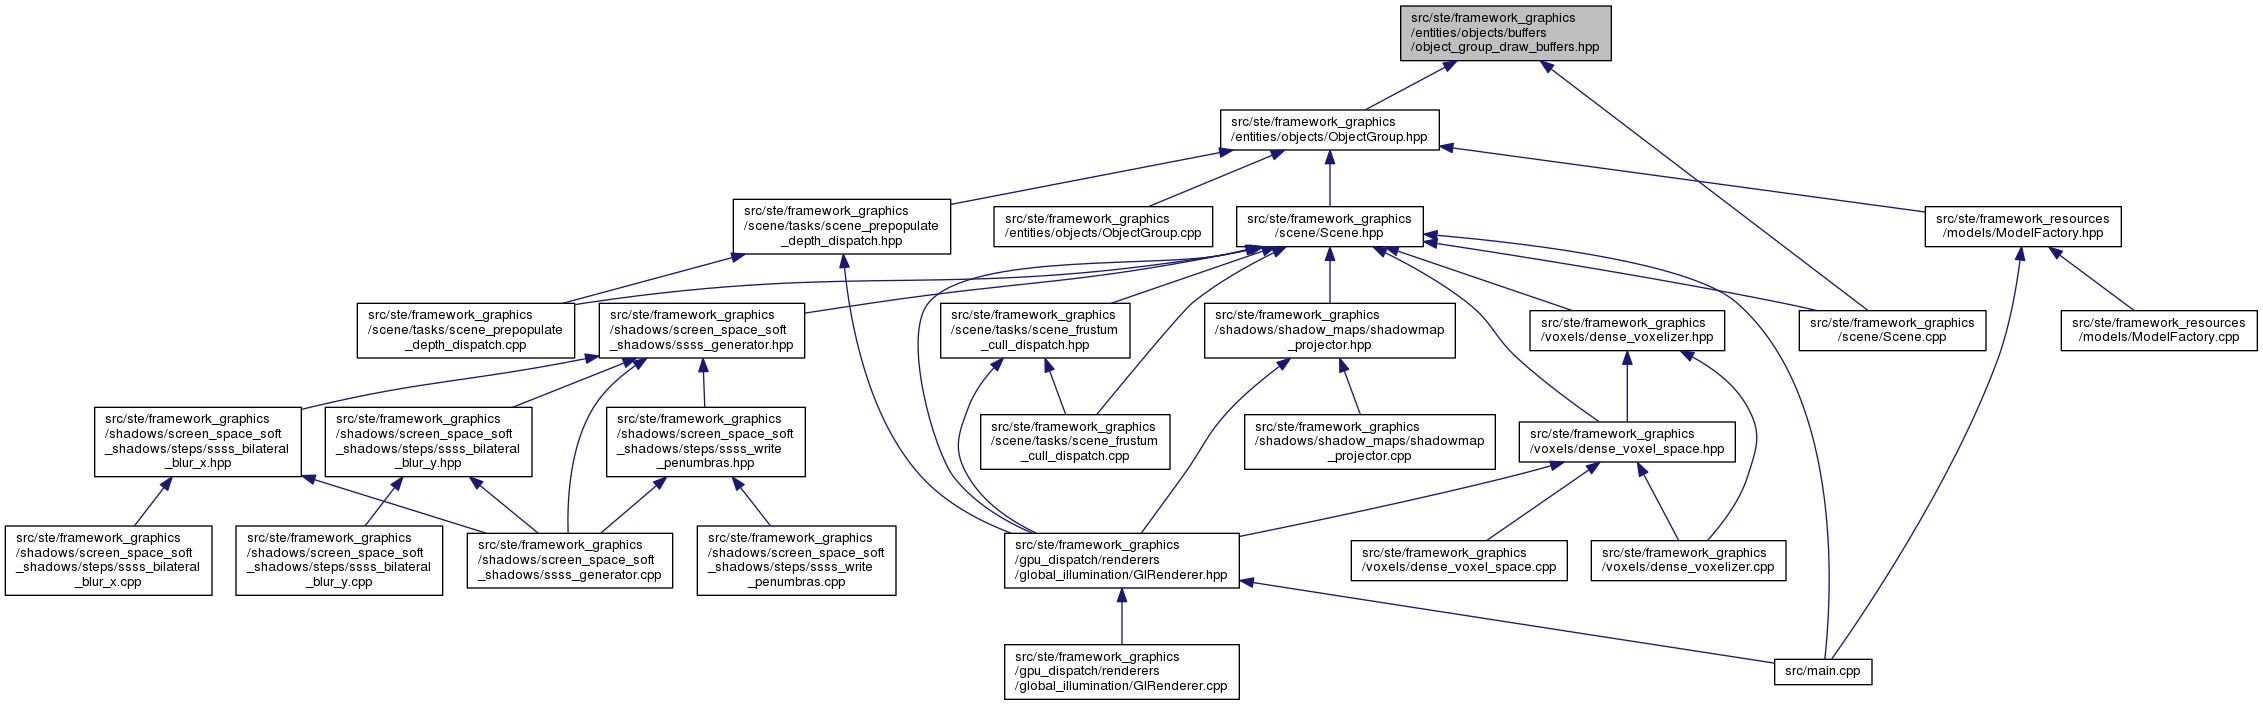 src/ste/framework_graphics
/entities/objects/buffers
/object_group_draw_buffers.hpp
src/ste/framework_graphics
/entities/objects/ObjectGroup.hpp
src/ste/framework_graphics
/scene/tasks/scene_prepopulate
_depth_dispatch.hpp
src/ste/framework_graphics
/entities/objects/ObjectGroup.cpp
src/ste/framework_graphics
/scene/Scene.hpp
src/ste/framework_resources
/models/ModelFactory.hpp
src/ste/framework_graphics
/scene/tasks/scene_prepopulate
_depth_dispatch.cpp
src/ste/framework_graphics
/shadows/screen_space_soft
_shadows/ssss_generator.hpp
src/ste/framework_graphics
/scene/tasks/scene_frustum
_cull_dispatch.hpp
src/ste/framework_graphics
/shadows/shadow_maps/shadowmap
_projector.hpp
src/ste/framework_graphics
/voxels/dense_voxelizer.hpp
src/ste/framework_graphics
/scene/Scene.cpp
src/ste/framework_resources
/models/ModelFactory.cpp
src/ste/framework_graphics
/shadows/screen_space_soft
_shadows/steps/ssss_bilateral
_blur_x.hpp
src/ste/framework_graphics
/shadows/screen_space_soft
_shadows/steps/ssss_bilateral
_blur_y.hpp
src/ste/framework_graphics
/shadows/screen_space_soft
_shadows/steps/ssss_write
_penumbras.hpp
src/ste/framework_graphics
/scene/tasks/scene_frustum
_cull_dispatch.cpp
src/ste/framework_graphics
/shadows/shadow_maps/shadowmap
_projector.cpp
src/ste/framework_graphics
/voxels/dense_voxel_space.hpp
src/ste/framework_graphics
/shadows/screen_space_soft
_shadows/steps/ssss_bilateral
_blur_x.cpp
src/ste/framework_graphics
/shadows/screen_space_soft
_shadows/steps/ssss_bilateral
_blur_y.cpp
src/ste/framework_graphics
/shadows/screen_space_soft
_shadows/ssss_generator.cpp
src/ste/framework_graphics
/shadows/screen_space_soft
_shadows/steps/ssss_write
_penumbras.cpp
src/ste/framework_graphics
/gpu_dispatch/renderers
/global_illumination/GIRenderer.hpp
src/ste/framework_graphics
/voxels/dense_voxel_space.cpp
src/ste/framework_graphics
/voxels/dense_voxelizer.cpp
src/ste/framework_graphics
/gpu_dispatch/renderers
/global_illumination/GIRenderer.cpp
src/main.cpp